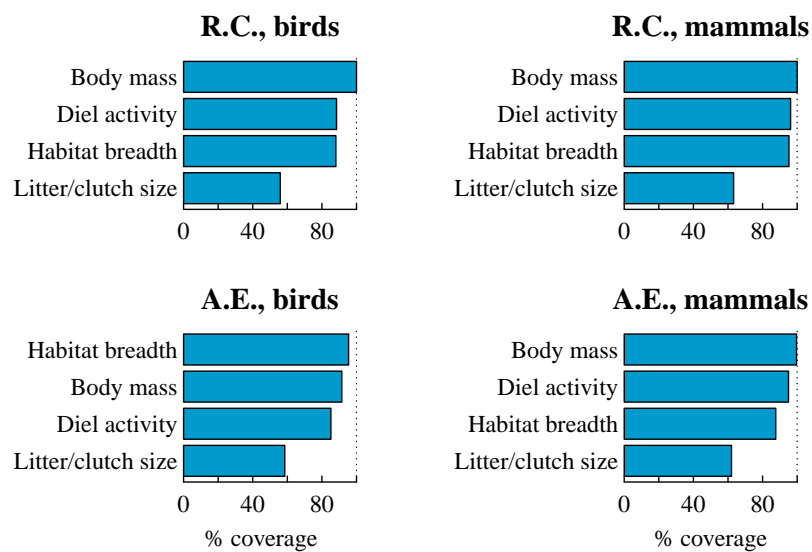 R.C., birds
Body mass
Diel activity
Habitat breadth
Litter/clutch size
0 40 80
R.C., mammals
Body mass
Diel activity
Habitat breadth
Litter/clutch size
0 40 80
A.E., birds
Habitat breadth
Body mass
Diel activity
Litter/clutch size
0 40 80
% coverage
A.E., mammals
Body mass
Diel activity
Habitat breadth
Litter/clutch size
0 40 80
% coverage